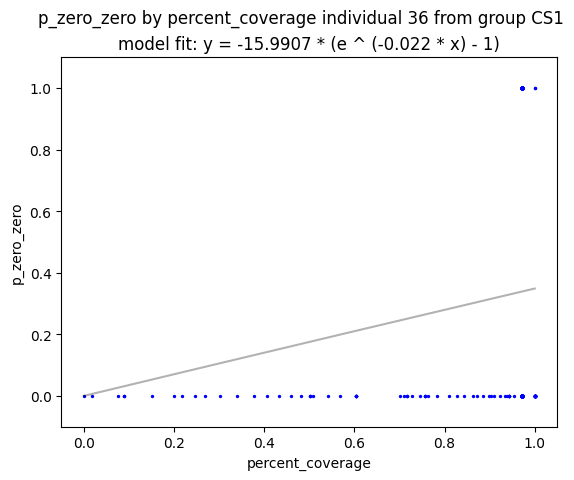 p_zero_zero by percent_coverage individual 36 from group CS1
model fit: y = -15.9907 * (e ^ (-0.022 * x) - 1)
1.0
0.8
0.6
0.4
0.2
0.0
p_zero_zero
0.0 0.2 0.4 0.6 0.8 1.0
percent_coverage